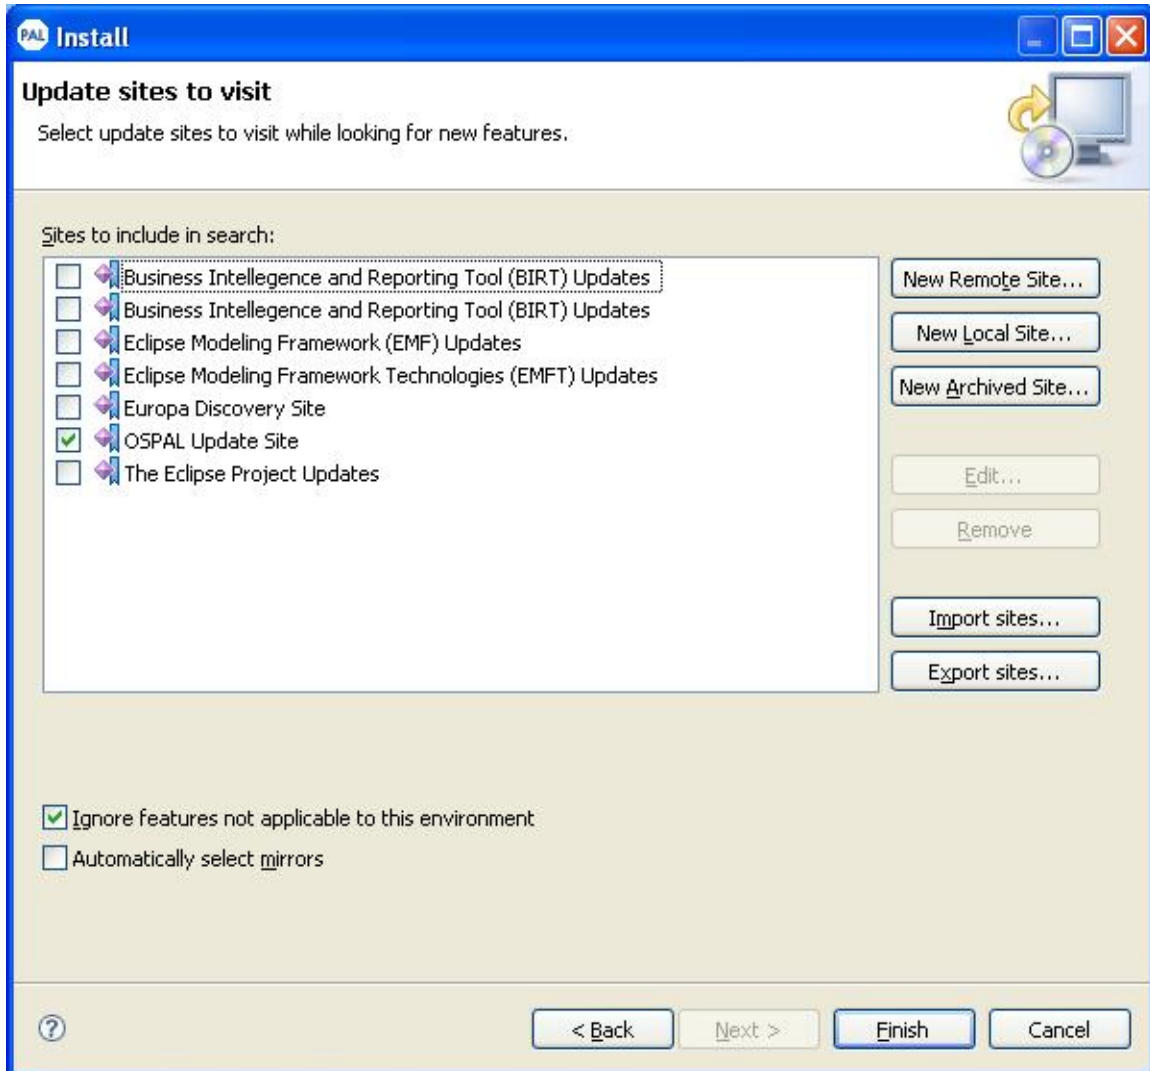 PAL Install
Update sites to visit
Select update sites to visit while looking for new features.
Sites to include in search:
Business Intellegence and Reporting Tool (BIRT) Updates
Business Intellegence and Reporting Tool (BIRT) Updates
Eclipse Modeling Framework (EMF) Updates
Eclipse Modeling Framework Technologies (EMFT) Updates
Europa Discovery Site
OSPAL Update Site
The Eclipse Project Updates
New Remote Site...
New Local Site...
New Archived Site...
Edit...
Remove
Import sites...
Export sites...
Ignore features not applicable to this environment
Automatically select mirrors
? < Back Next > Finish Cancel